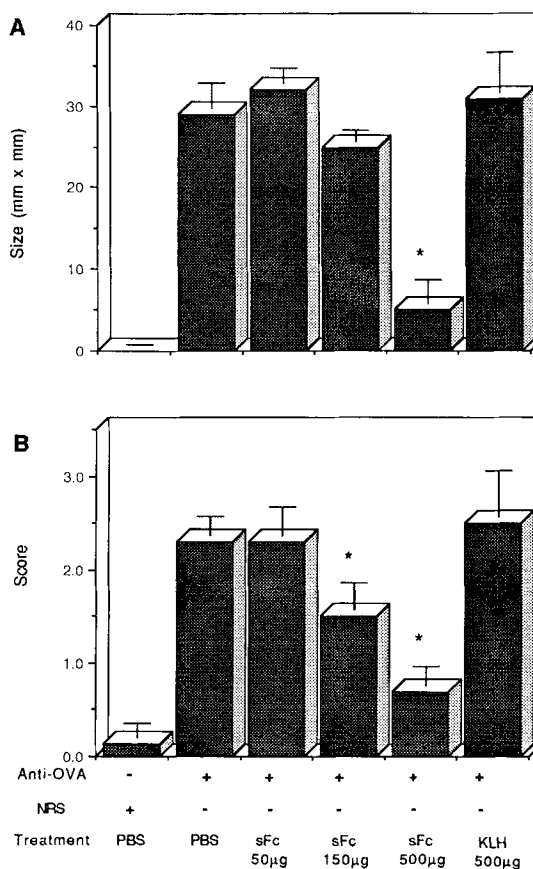 A
40
30
20
10
0
Size (mm x mm)
*
B
3.0
2.0
1.0
0.0
Score
*
*
Anti-OVA - + + + + +
NRS + - - - - -
Treatment PBS PBS sFc sFc sFc KLH
50µg 150µg 500µg 500µg